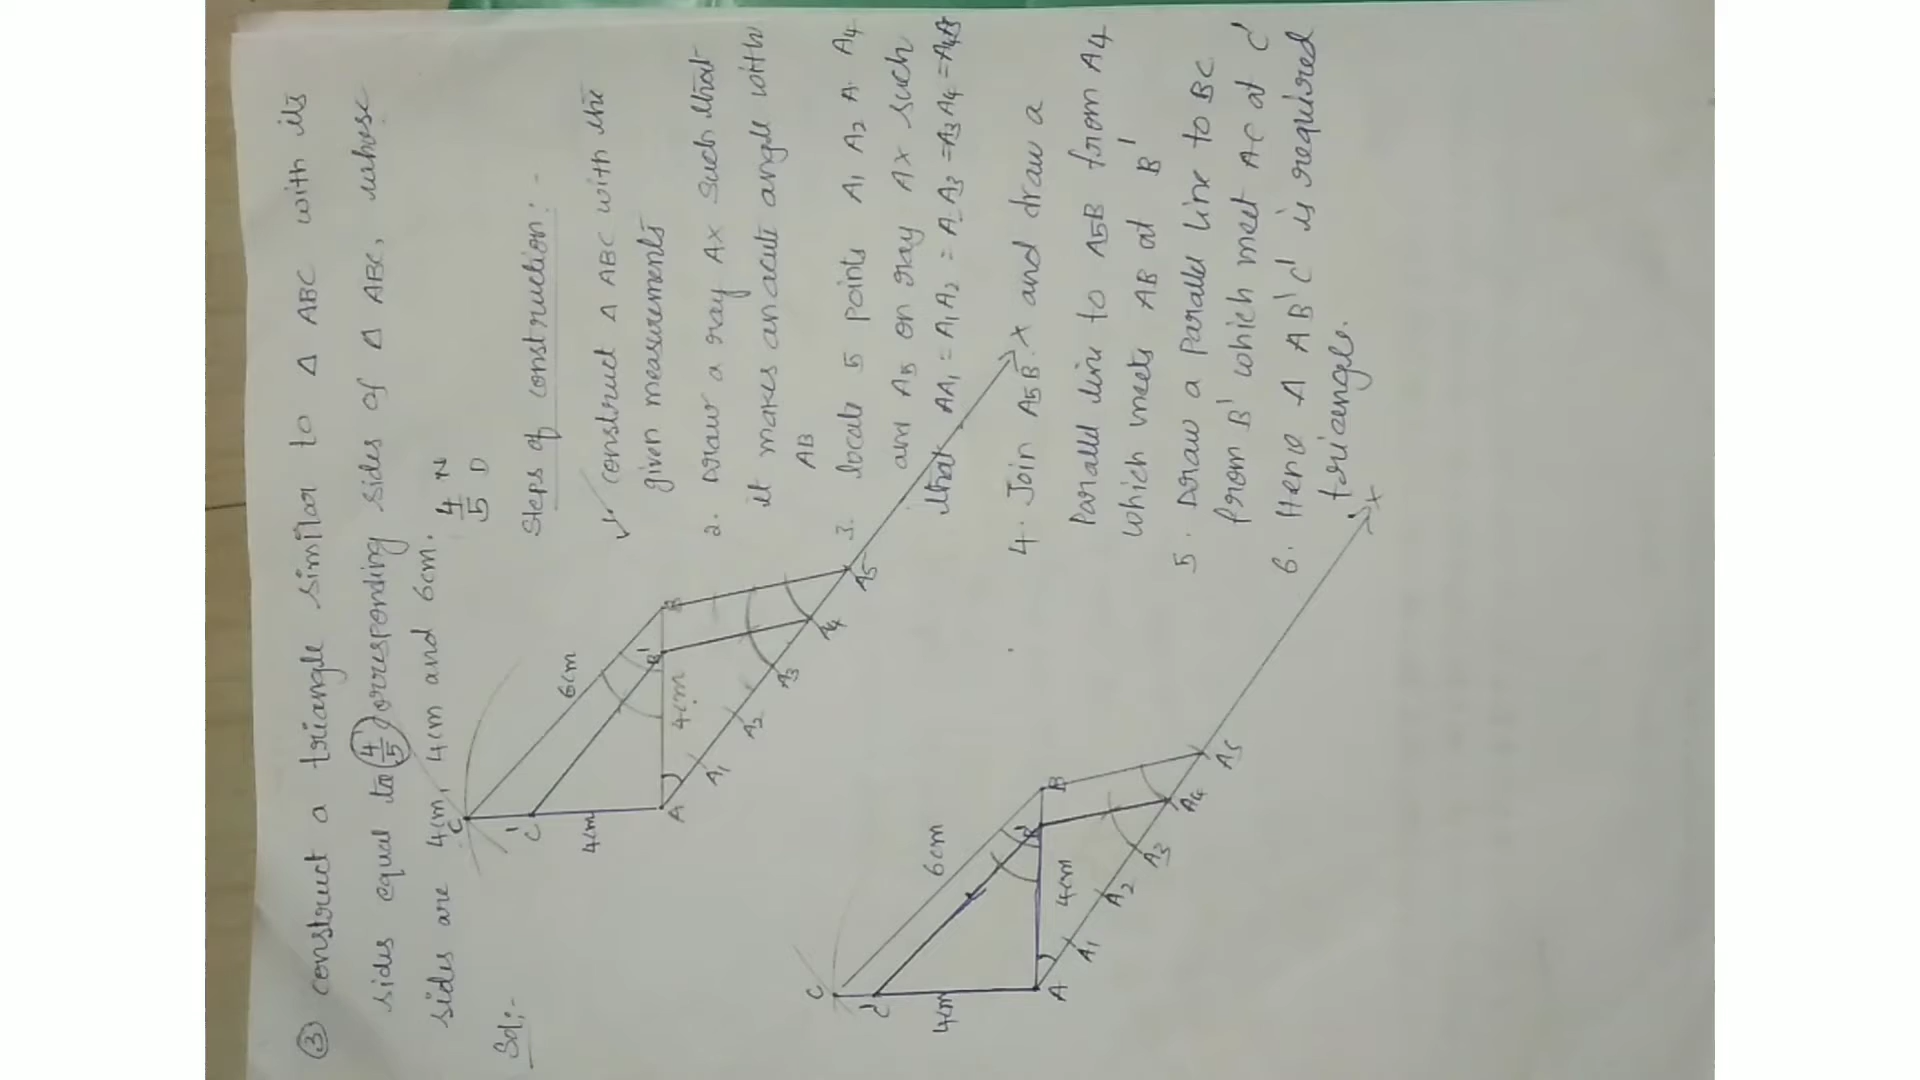 ③ construct a triangle similar to Δ ABC with its
sides equal to (4/5) corresponding sides of Δ ABC, whose
sides are 4cm, 4cm and 6cm. 4/5 N D
Sol:-
Steps of construction:-
construct Δ ABC with the
given measurements
2. Draw a ray AX such that
it makes an acute angle with
AB
3. locate 5 points A1 A2 A A4
and A5 on ray AX such
that AA1 = A1A2 = A A3 = A3A4 = A4A5
4. Join A5B. and draw a
Parallel line to A5B from A4
which meets AB at B'
5. Draw a parallel line to BC
from B' which meet AC at C'
6. Henc Δ AB'C' is required
triangle.
C
C'
4cm
A
6cm
4cm
B'
B
A1
A2
A3
A4
A5
X
C
C'
4cm
A
6cm
4cm
B'
B
A1
A2
A3
A4
A5
X